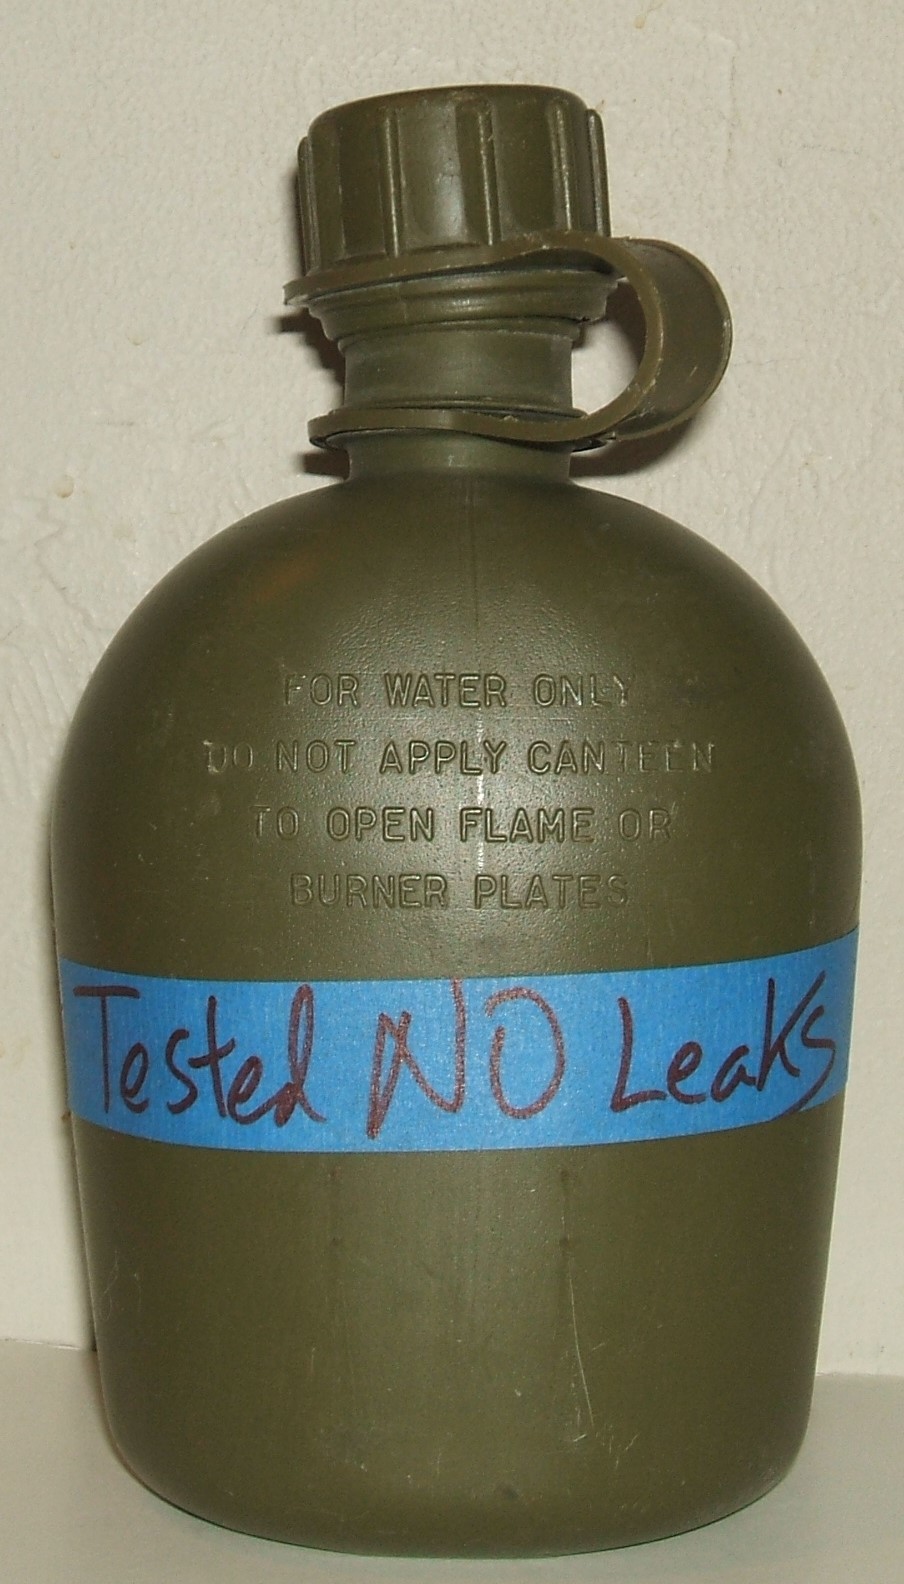 FOR WATER ONLY
DO NOT APPLY CANTEEN
TO OPEN FLAME OR
BURNER PLATES
Tested NO Leaks